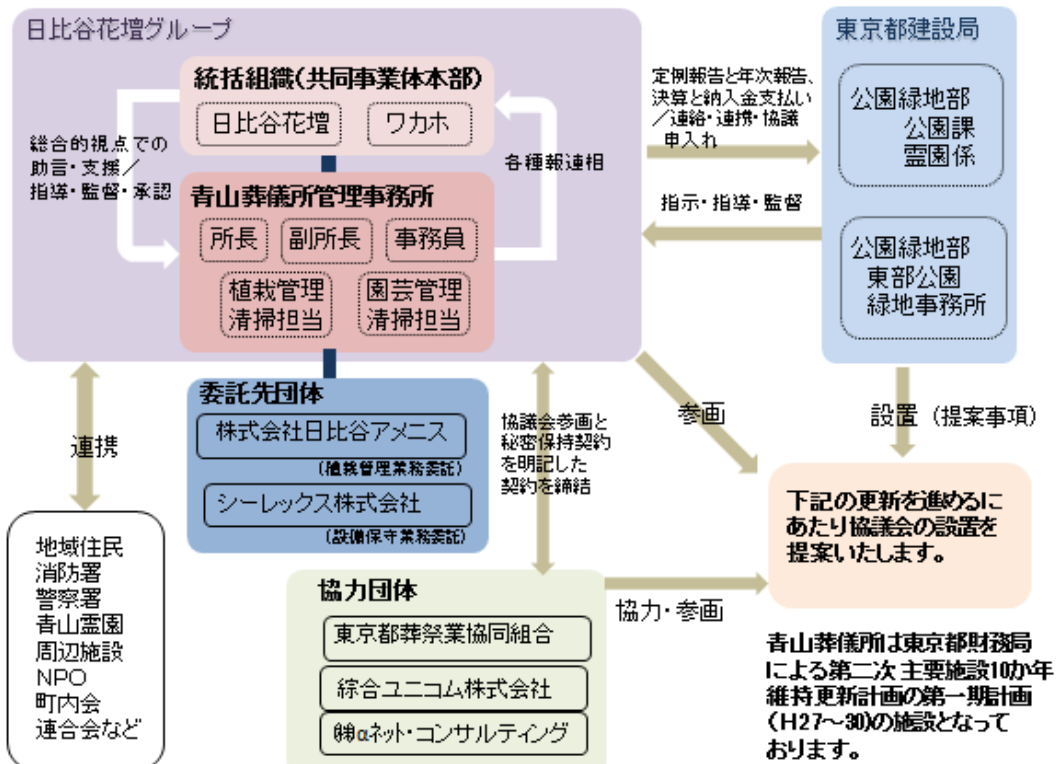 日比谷花壇グループ
統括組織(共同事業体本部)
日比谷花壇
ワカホ
総合的視点での
助言・支援／
指導・監督・承認
各種報連相
青山葬儀所管理事務所
所長
副所長
事務員
植栽管理
清掃担当
園芸管理
清掃担当
定例報告と年次報告、
決算と納入金支払い
／連絡・連携・協議
申入れ
指示・指導・監督
東京都建設局
公園緑地部
公園課
霊園係
公園緑地部
東部公園
緑地事務所
委託先団体
株式会社日比谷アメニス
(植栽管理業務委託)
シーレックス株式会社
(設備保守業務委託)
連携
地域住民
消防署
警察署
青山霊園
周辺施設
NPO
町内会
連合会など
協議会参画と
秘密保持契約
を明記した
契約を締結
参画
設置（提案事項）
下記の更新を進めるに
あたり協議会の設置を
提案いたします。
協力団体
東京都葬祭業協同組合
綜合ユニコム株式会社
㈱αネット・コンサルティング
協力・参画
青山葬儀所は東京都財務局
による第二次 主要施設10か年
維持更新計画の第一期計画
(H27～30)の施設となって
おります。